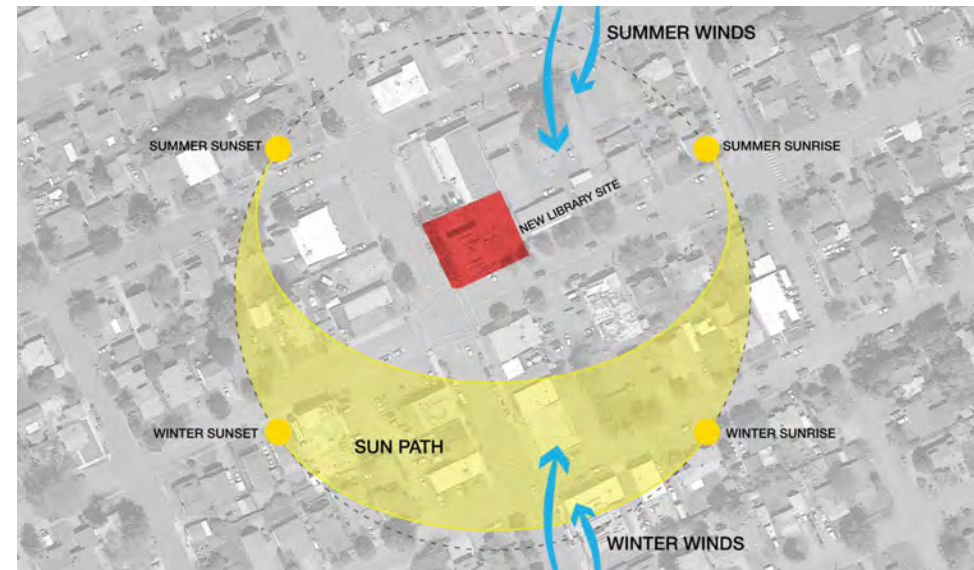 SUMMER WINDS
SUMMER SUNSET
SUMMER SUNRISE
NEW LIBRARY SITE
WINTER SUNSET
SUN PATH
WINTER SUNRISE
WINTER WINDS